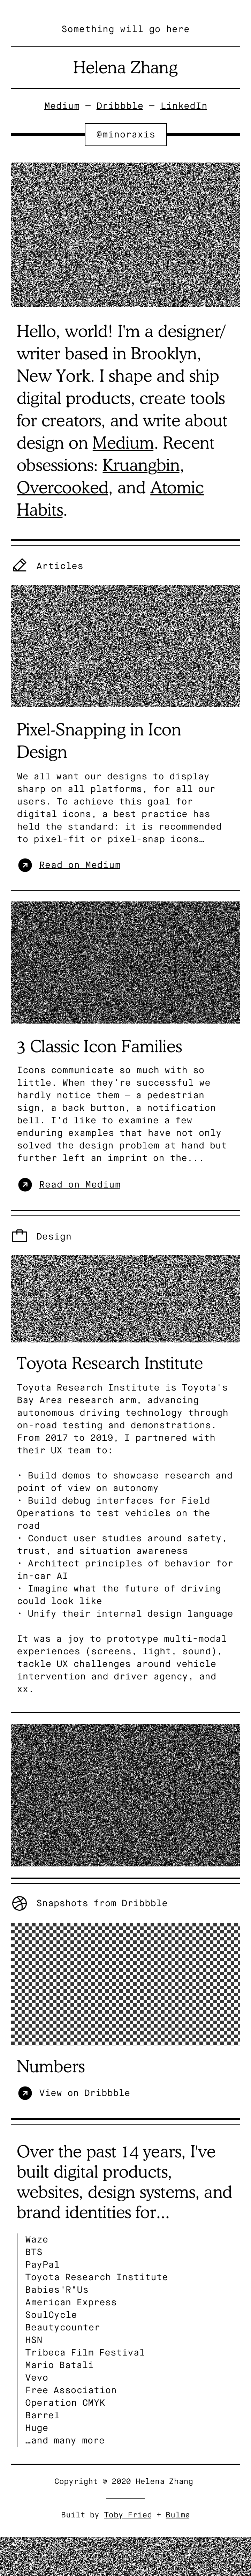 Something will go here
Helena Zhang
Medium — Dribbble — LinkedIn
@minoraxis
Hello, world! I'm a designer/
writer based in Brooklyn,
New York. I shape and ship
digital products, create tools
for creators, and write about
design on Medium. Recent
obsessions: Kruangbin,
Overcooked, and Atomic
Habits.
Articles
Pixel-Snapping in Icon
Design
We all want our designs to display
sharp on all platforms, for all our
users. To achieve this goal for
digital icons, a best practice has
held the standard: it is recommended
to pixel-fit or pixel-snap icons…
Read on Medium
3 Classic Icon Families
Icons communicate so much with so
little. When they're successful we
hardly notice them — a pedestrian
sign, a back button, a notification
bell. I'd like to examine a few
enduring examples that have not only
solved the design problem at hand but
further left an imprint on the...
Read on Medium
Design
Toyota Research Institute
Toyota Research Institute is Toyota's
Bay Area research arm, advancing
autonomous driving technology through
on-road testing and demonstrations.
From 2017 to 2019, I partnered with
their UX team to:
· Build demos to showcase research and
point of view on autonomy
· Build debug interfaces for Field
Operations to test vehicles on the
road
· Conduct user studies around safety,
trust, and situation awareness
· Architect principles of behavior for
in-car AI
· Imagine what the future of driving
could look like
· Unify their internal design language
It was a joy to prototype multi-modal
experiences (screens, light, sound),
tackle UX challenges around vehicle
intervention and driver agency, and
xx.
Snapshots from Dribbble
Numbers
View on Dribbble
Over the past 14 years, I've
built digital products,
websites, design systems, and
brand identities for...
Waze
BTS
PayPal
Toyota Research Institute
Babies"R"Us
American Express
SoulCycle
Beautycounter
HSN
Tribeca Film Festival
Mario Batali
Vevo
Free Association
Operation CMYK
Barrel
Huge
…and many more
Copyright © 2020 Helena Zhang
Built by Toby Fried + Bulma